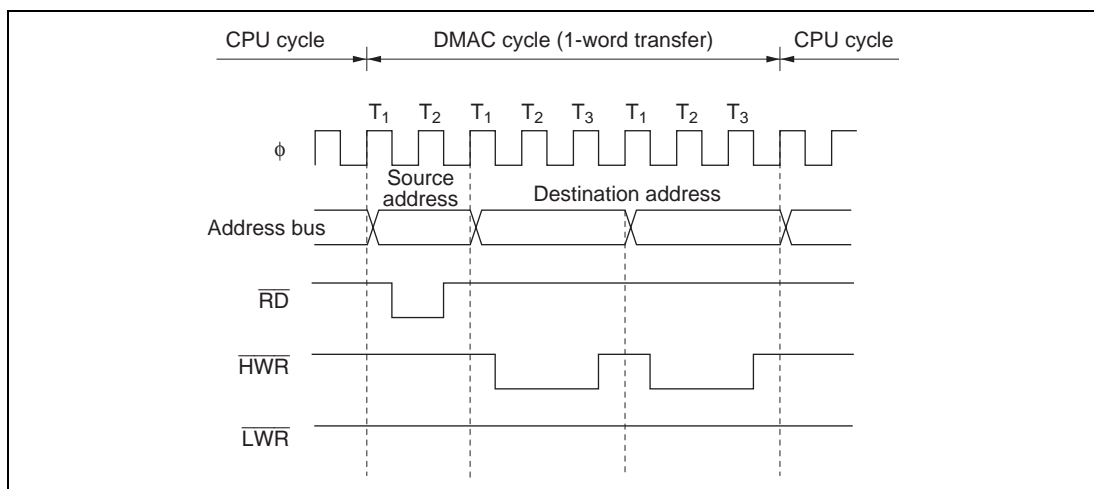 CPU cycle DMAC cycle (1-word transfer) CPU cycle
T1 T2 T1 T2 T3 T1 T2 T3
ϕ
Source address Destination address
Address bus
RD
HWR
LWR